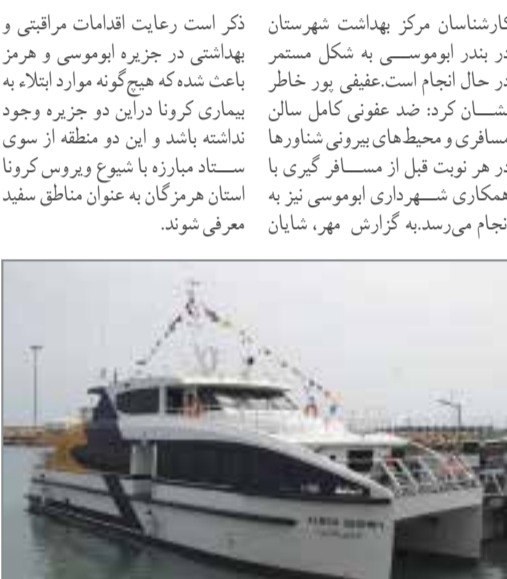 کارشناسان مرکز بهداشت شهرستان
در بندر ابوموسی به شکل مستمر
در حال انجام است.عفیفی پور خاطر
نشان کرد: ضد عفونی کامل سالن
مسافری و محیط‌های بیرونی شناورها
در هر نوبت قبل از مسافر گیری با
همکاری شهرداری ابوموسی نیز به
انجام می‌رسد.به گزارش مهر، شایان
ذکر است رعایت اقدامات مراقبتی و
بهداشتی در جزیره ابوموسی و هرمز
باعث شده که هیچ‌گونه موارد ابتلاء به
بیماری کرونا دراین دو جزیره وجود
نداشته باشد و این دو منطقه از سوی
ستاد مبارزه با شیوع ویروس کرونا
استان هرمزگان به عنوان مناطق سفید
معرفی شوند.